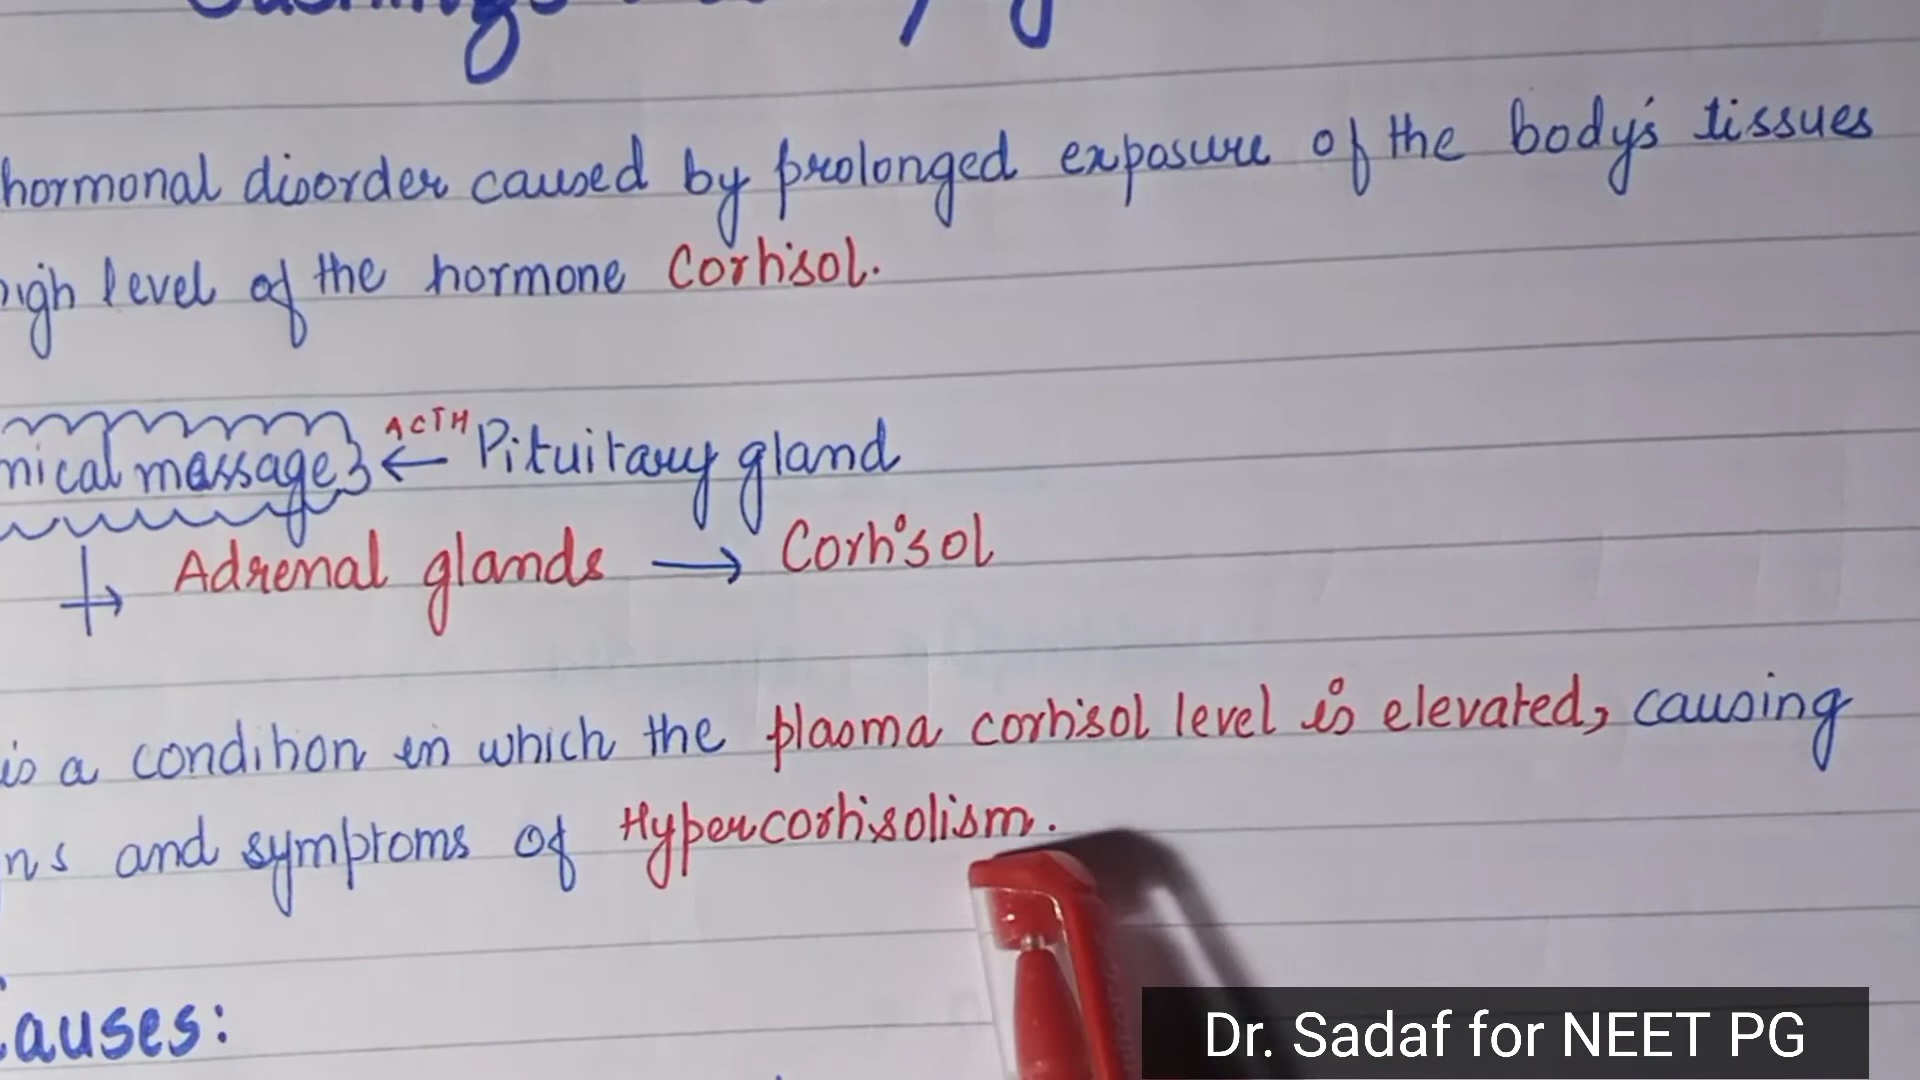 hormonal disorder caused by prolonged exposure of the body's tissues
high level of the hormone Cortisol.
ACTH
nical massage ← Pituitary gland
Adrenal glands → Cortisol
is a condition in which the plasma cortisol level is elevated, causing
ns and symptoms of Hypercortisolism.
Causes:
Dr. Sadaf for NEET PG